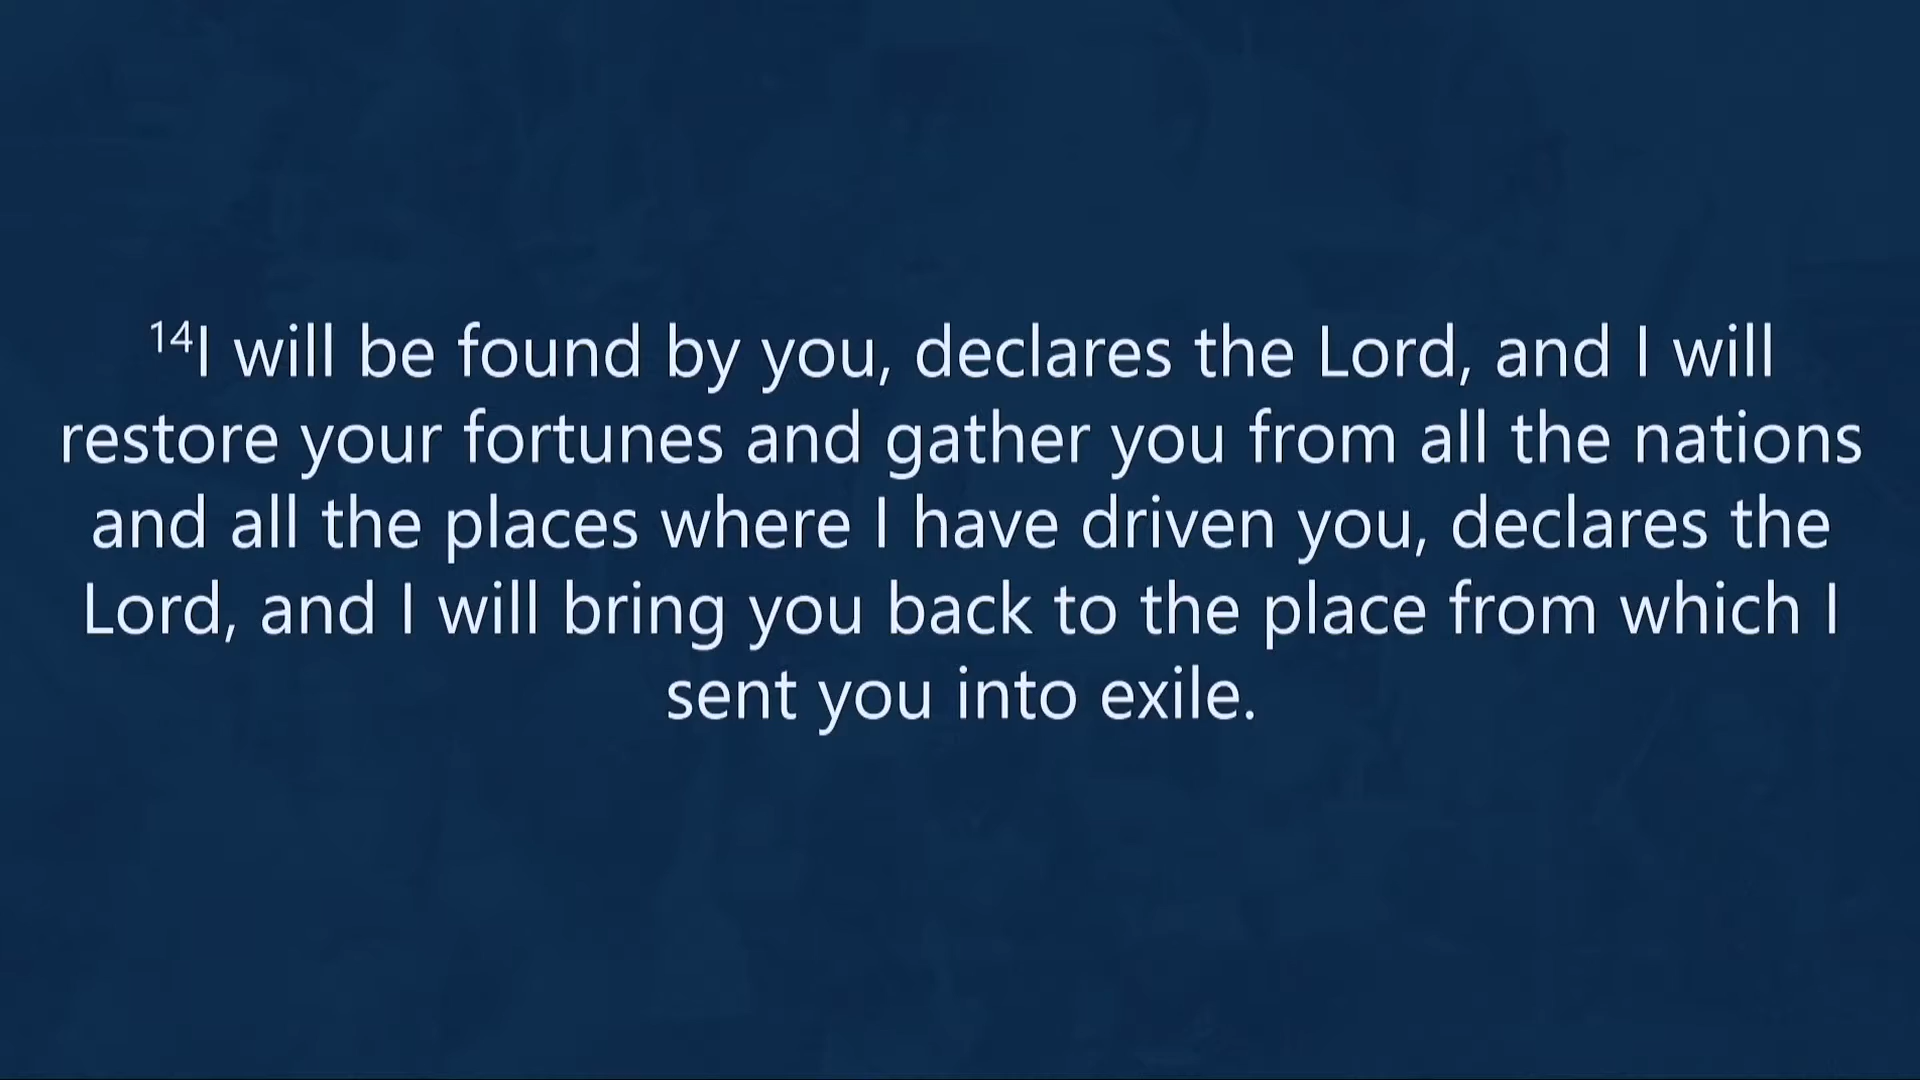 14I will be found by you, declares the Lord, and I will
restore your fortunes and gather you from all the nations
and all the places where I have driven you, declares the
Lord, and I will bring you back to the place from which I
sent you into exile.